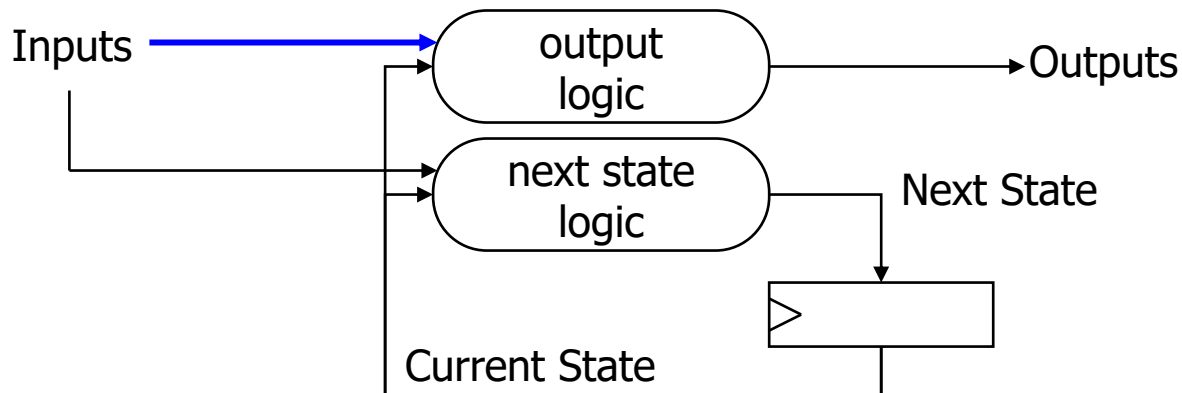 Inputs
output
logic
Outputs
next state
logic
Next State
Current State